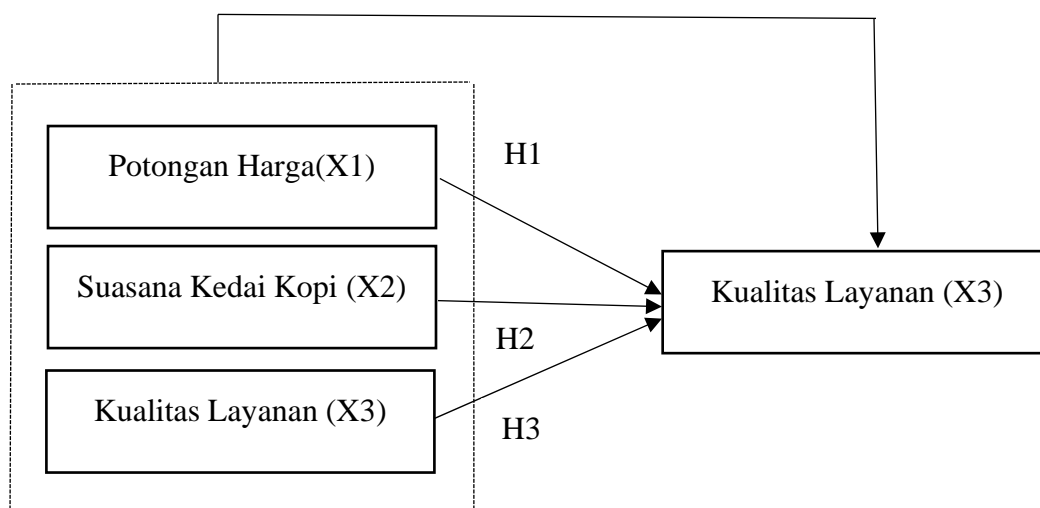 Potongan Harga(X1)
H1
Suasana Kedai Kopi (X2)
Kualitas Layanan (X3)
H2
Kualitas Layanan (X3)
H3